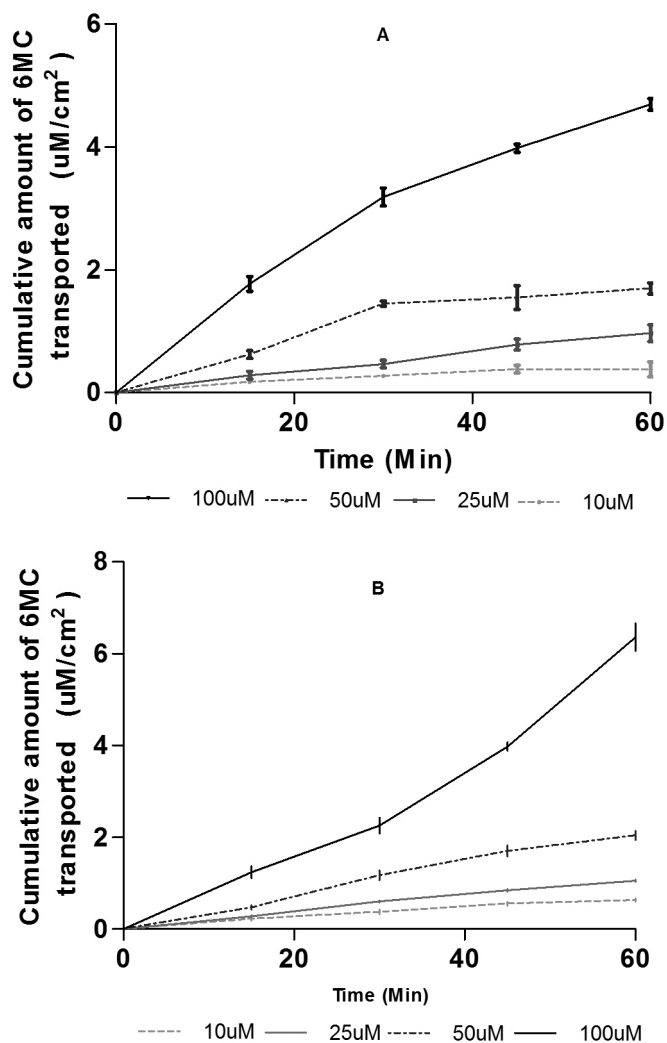 A
Cumulative amount of 6MC
transported (uM/cm²)
6
4
2
0
0 20 40 60
Time (Min)
100uM 50uM 25uM 10uM
B
Cumulative amount of 6MC
transported (uM/cm²)
8
6
4
2
0
0 20 40 60
Time (Min)
10uM 25uM 50uM 100uM